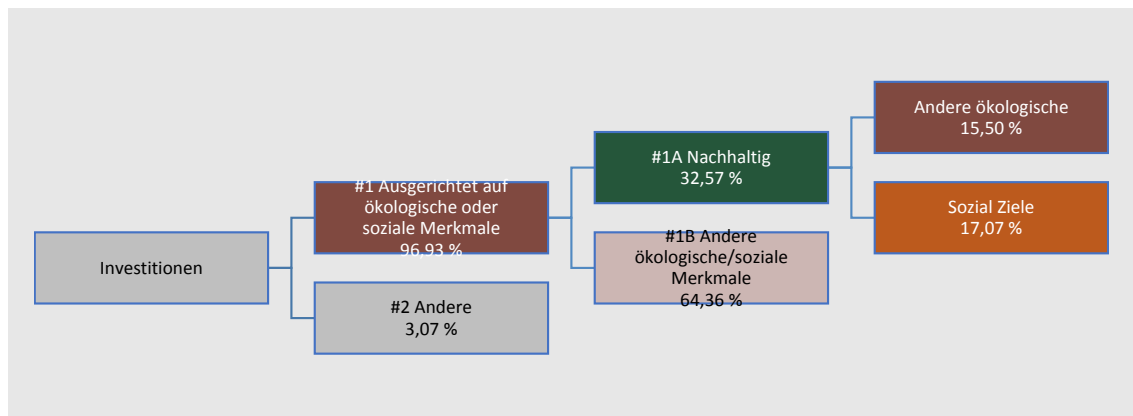 Investitionen
#1 Ausgerichtet auf
ökologische oder
soziale Merkmale
96,93 %
#2 Andere
3,07 %
#1A Nachhaltig
32,57 %
#1B Andere
ökologische/soziale
Merkmale
64,36 %
Andere ökologische
15,50 %
Sozial Ziele
17,07 %